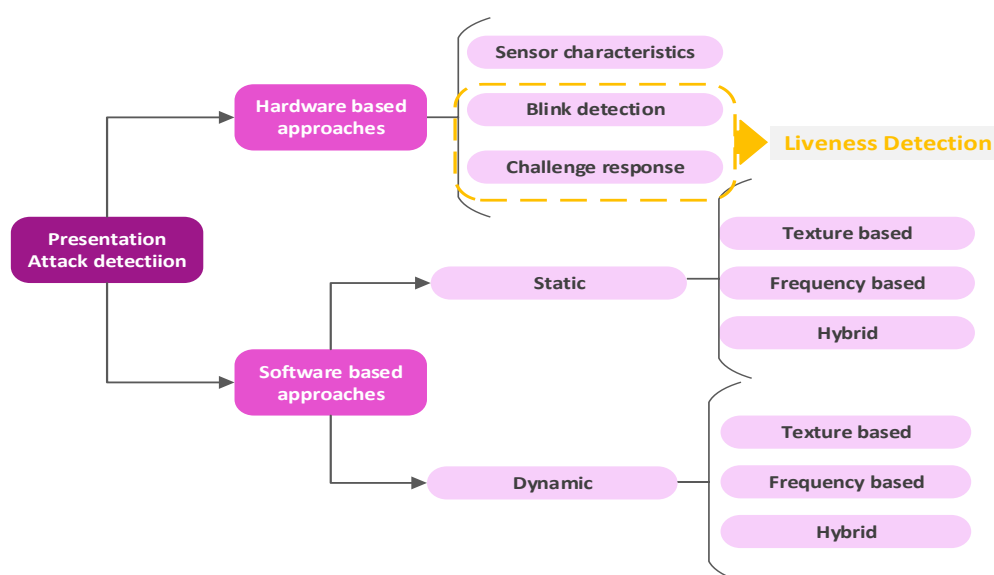 Sensor characteristics
Hardware based
approaches
Blink detection
Liveness Detection
Challenge response
Presentation
Attack detectiion
Texture based
Static
Frequency based
Hybrid
Software based
approaches
Texture based
Dynamic
Frequency based
Hybrid